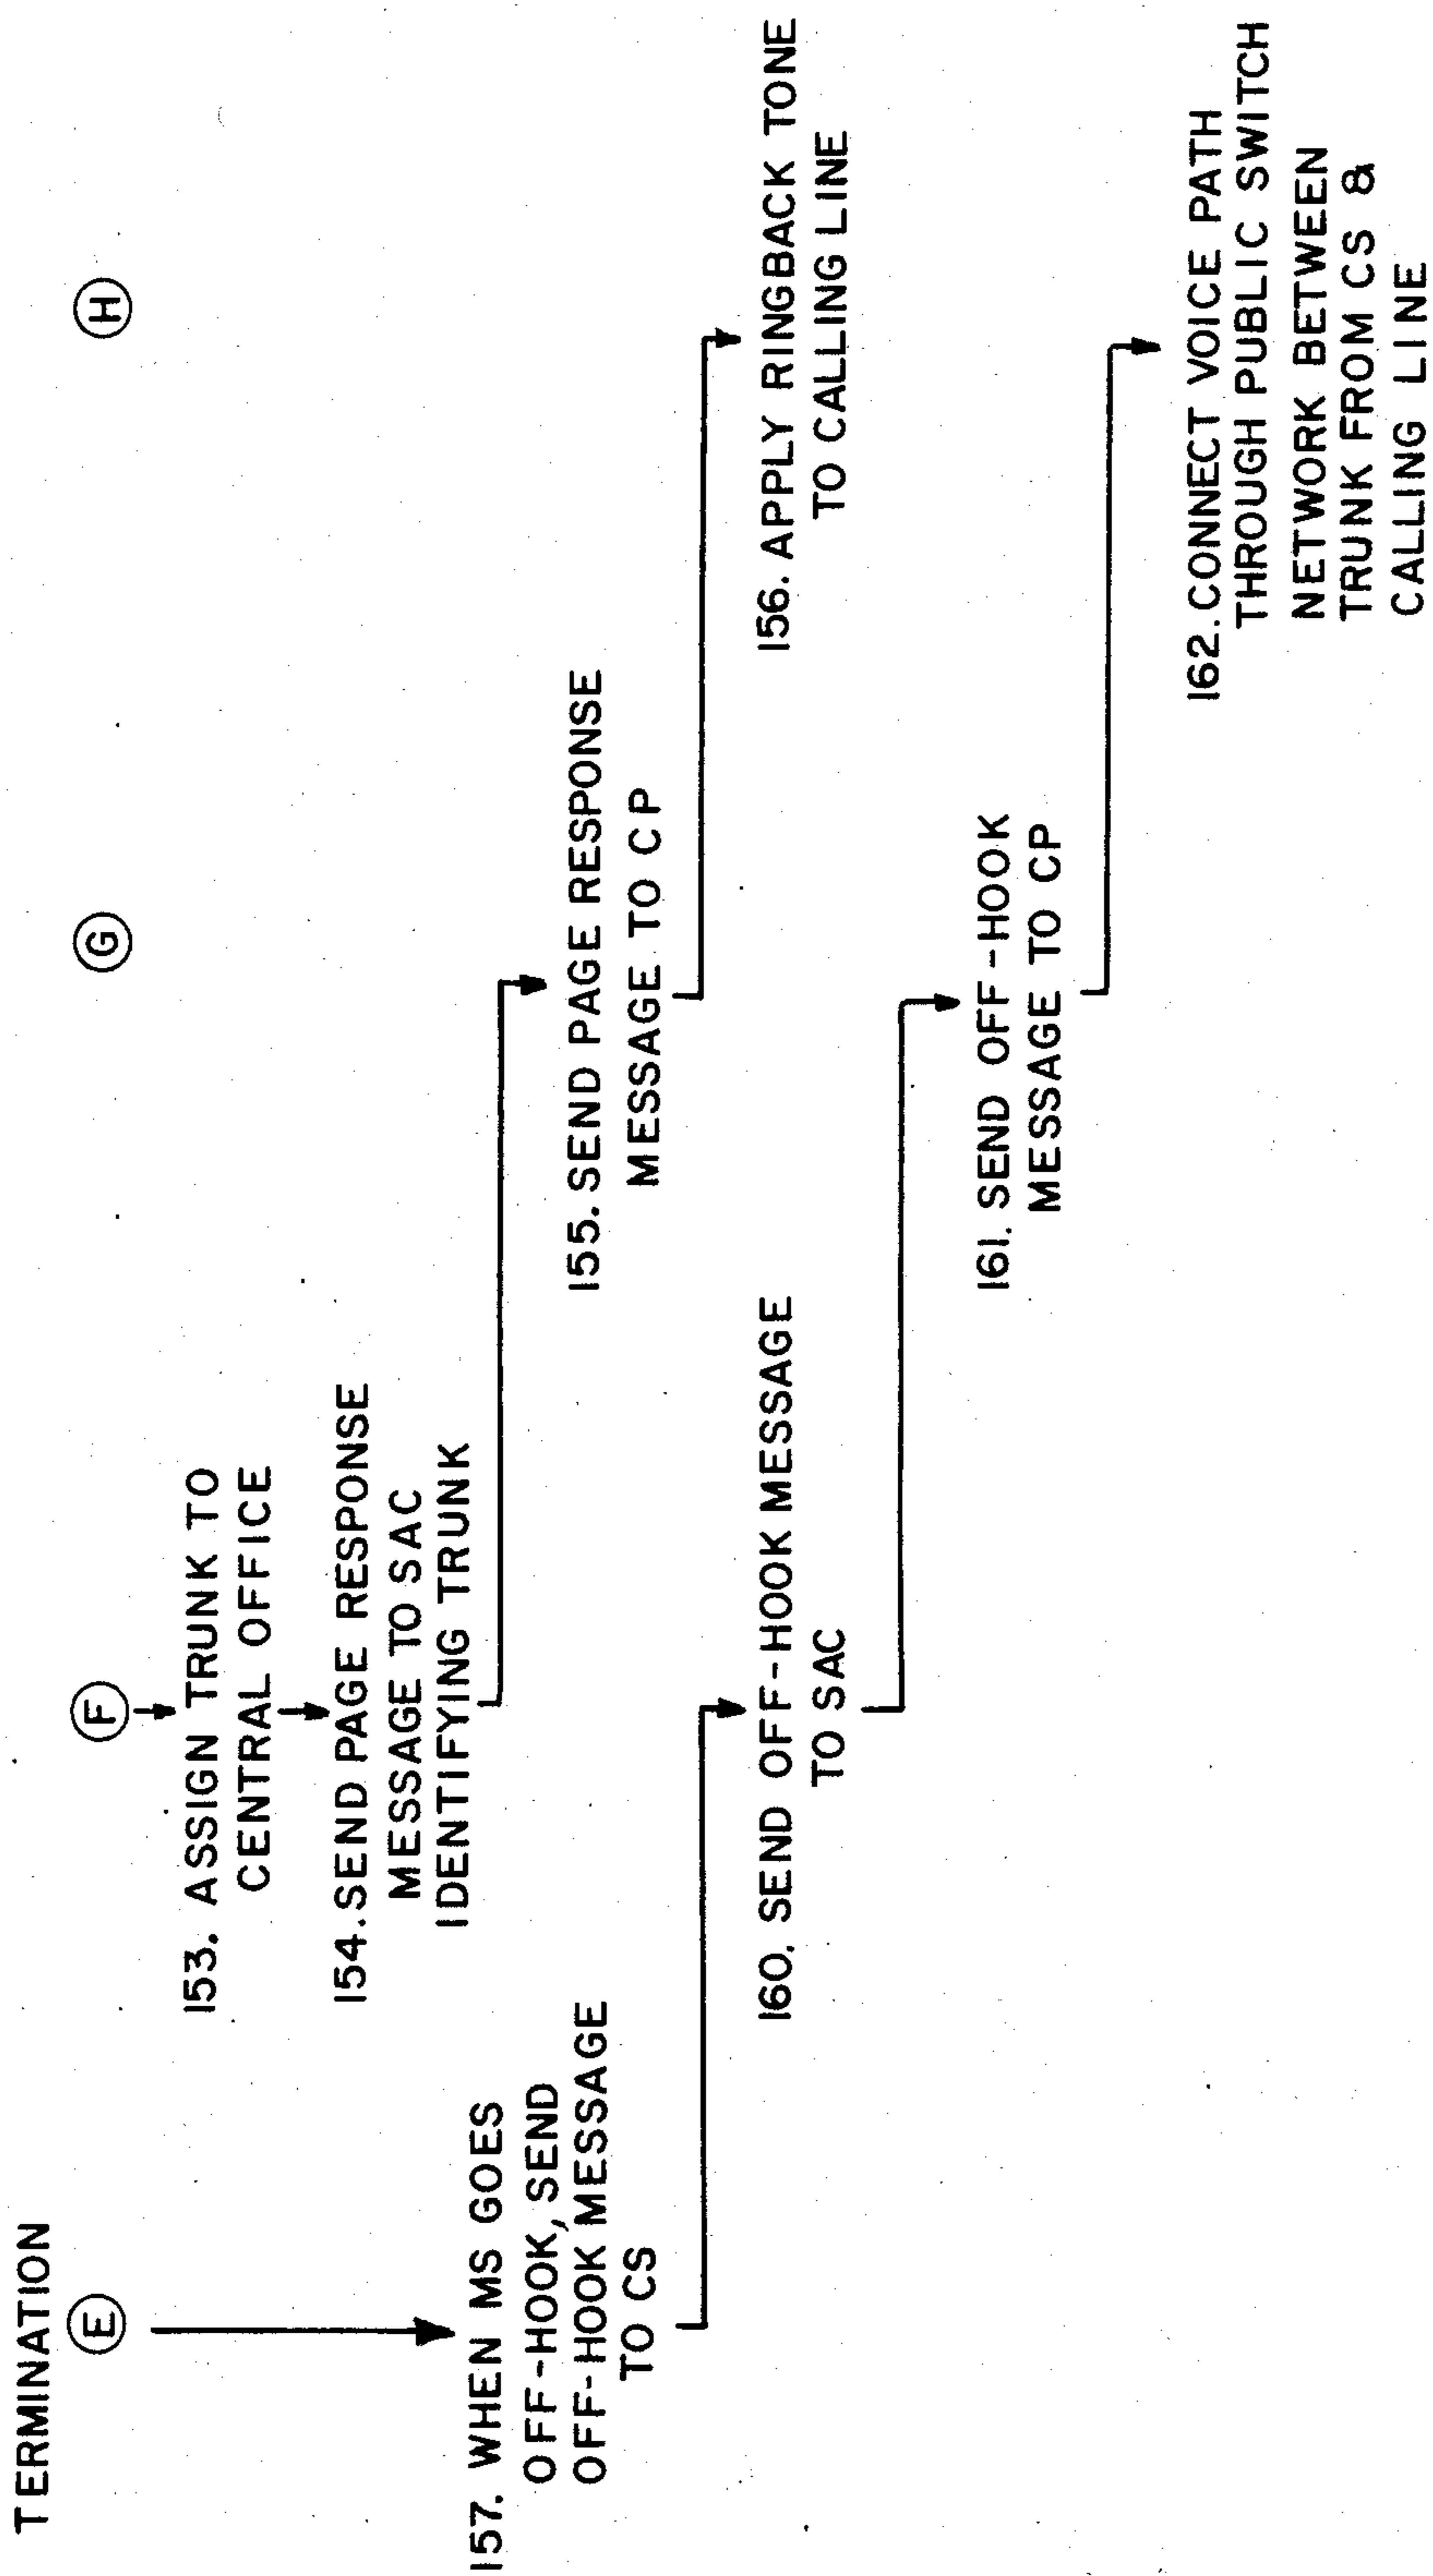 TERMINATION
E
F
G
H
153. ASSIGN TRUNK TO
CENTRAL OFFICE
154. SEND PAGE RESPONSE
MESSAGE TO SAC
IDENTIFYING TRUNK
157. WHEN MS GOES
OFF-HOOK, SEND
OFF-HOOK MESSAGE
TO CS
155. SEND PAGE RESPONSE
MESSAGE TO CP
156. APPLY RINGBACK TONE
TO CALLING LINE
160. SEND OFF-HOOK MESSAGE
TO SAC
161. SEND OFF-HOOK
MESSAGE TO CP
162. CONNECT VOICE PATH
THROUGH PUBLIC SWITCH
NETWORK BETWEEN
TRUNK FROM CS &
CALLING LINE